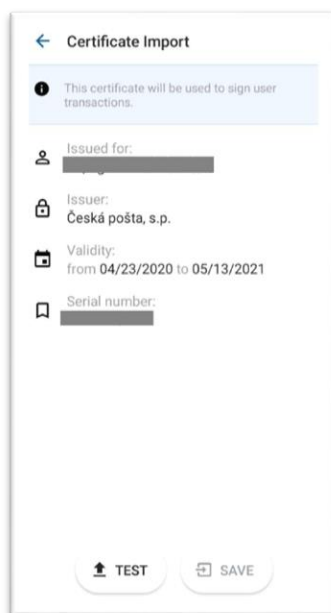 Certificate Import
This certificate will be used to sign user
transactions.
Issued for:
Issuer:
Česká pošta, s.p.
Validity:
from 04/23/2020 to 05/13/2021
Serial number:
TEST
SAVE